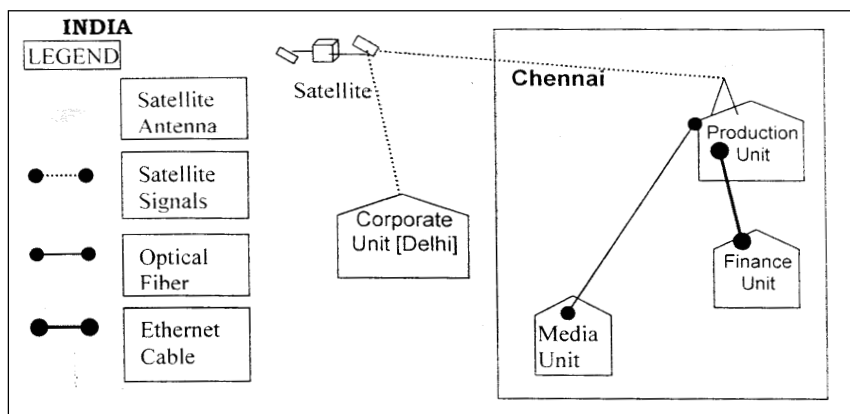 INDIA
LEGEND
Satellite
Antenna
Satellite
Signals
Optical
Fiber
Ethernet
Cable
Satellite
Corporate
Unit [Delhi]
Chennai
Production
Unit
Finance
Unit
Media
Unit